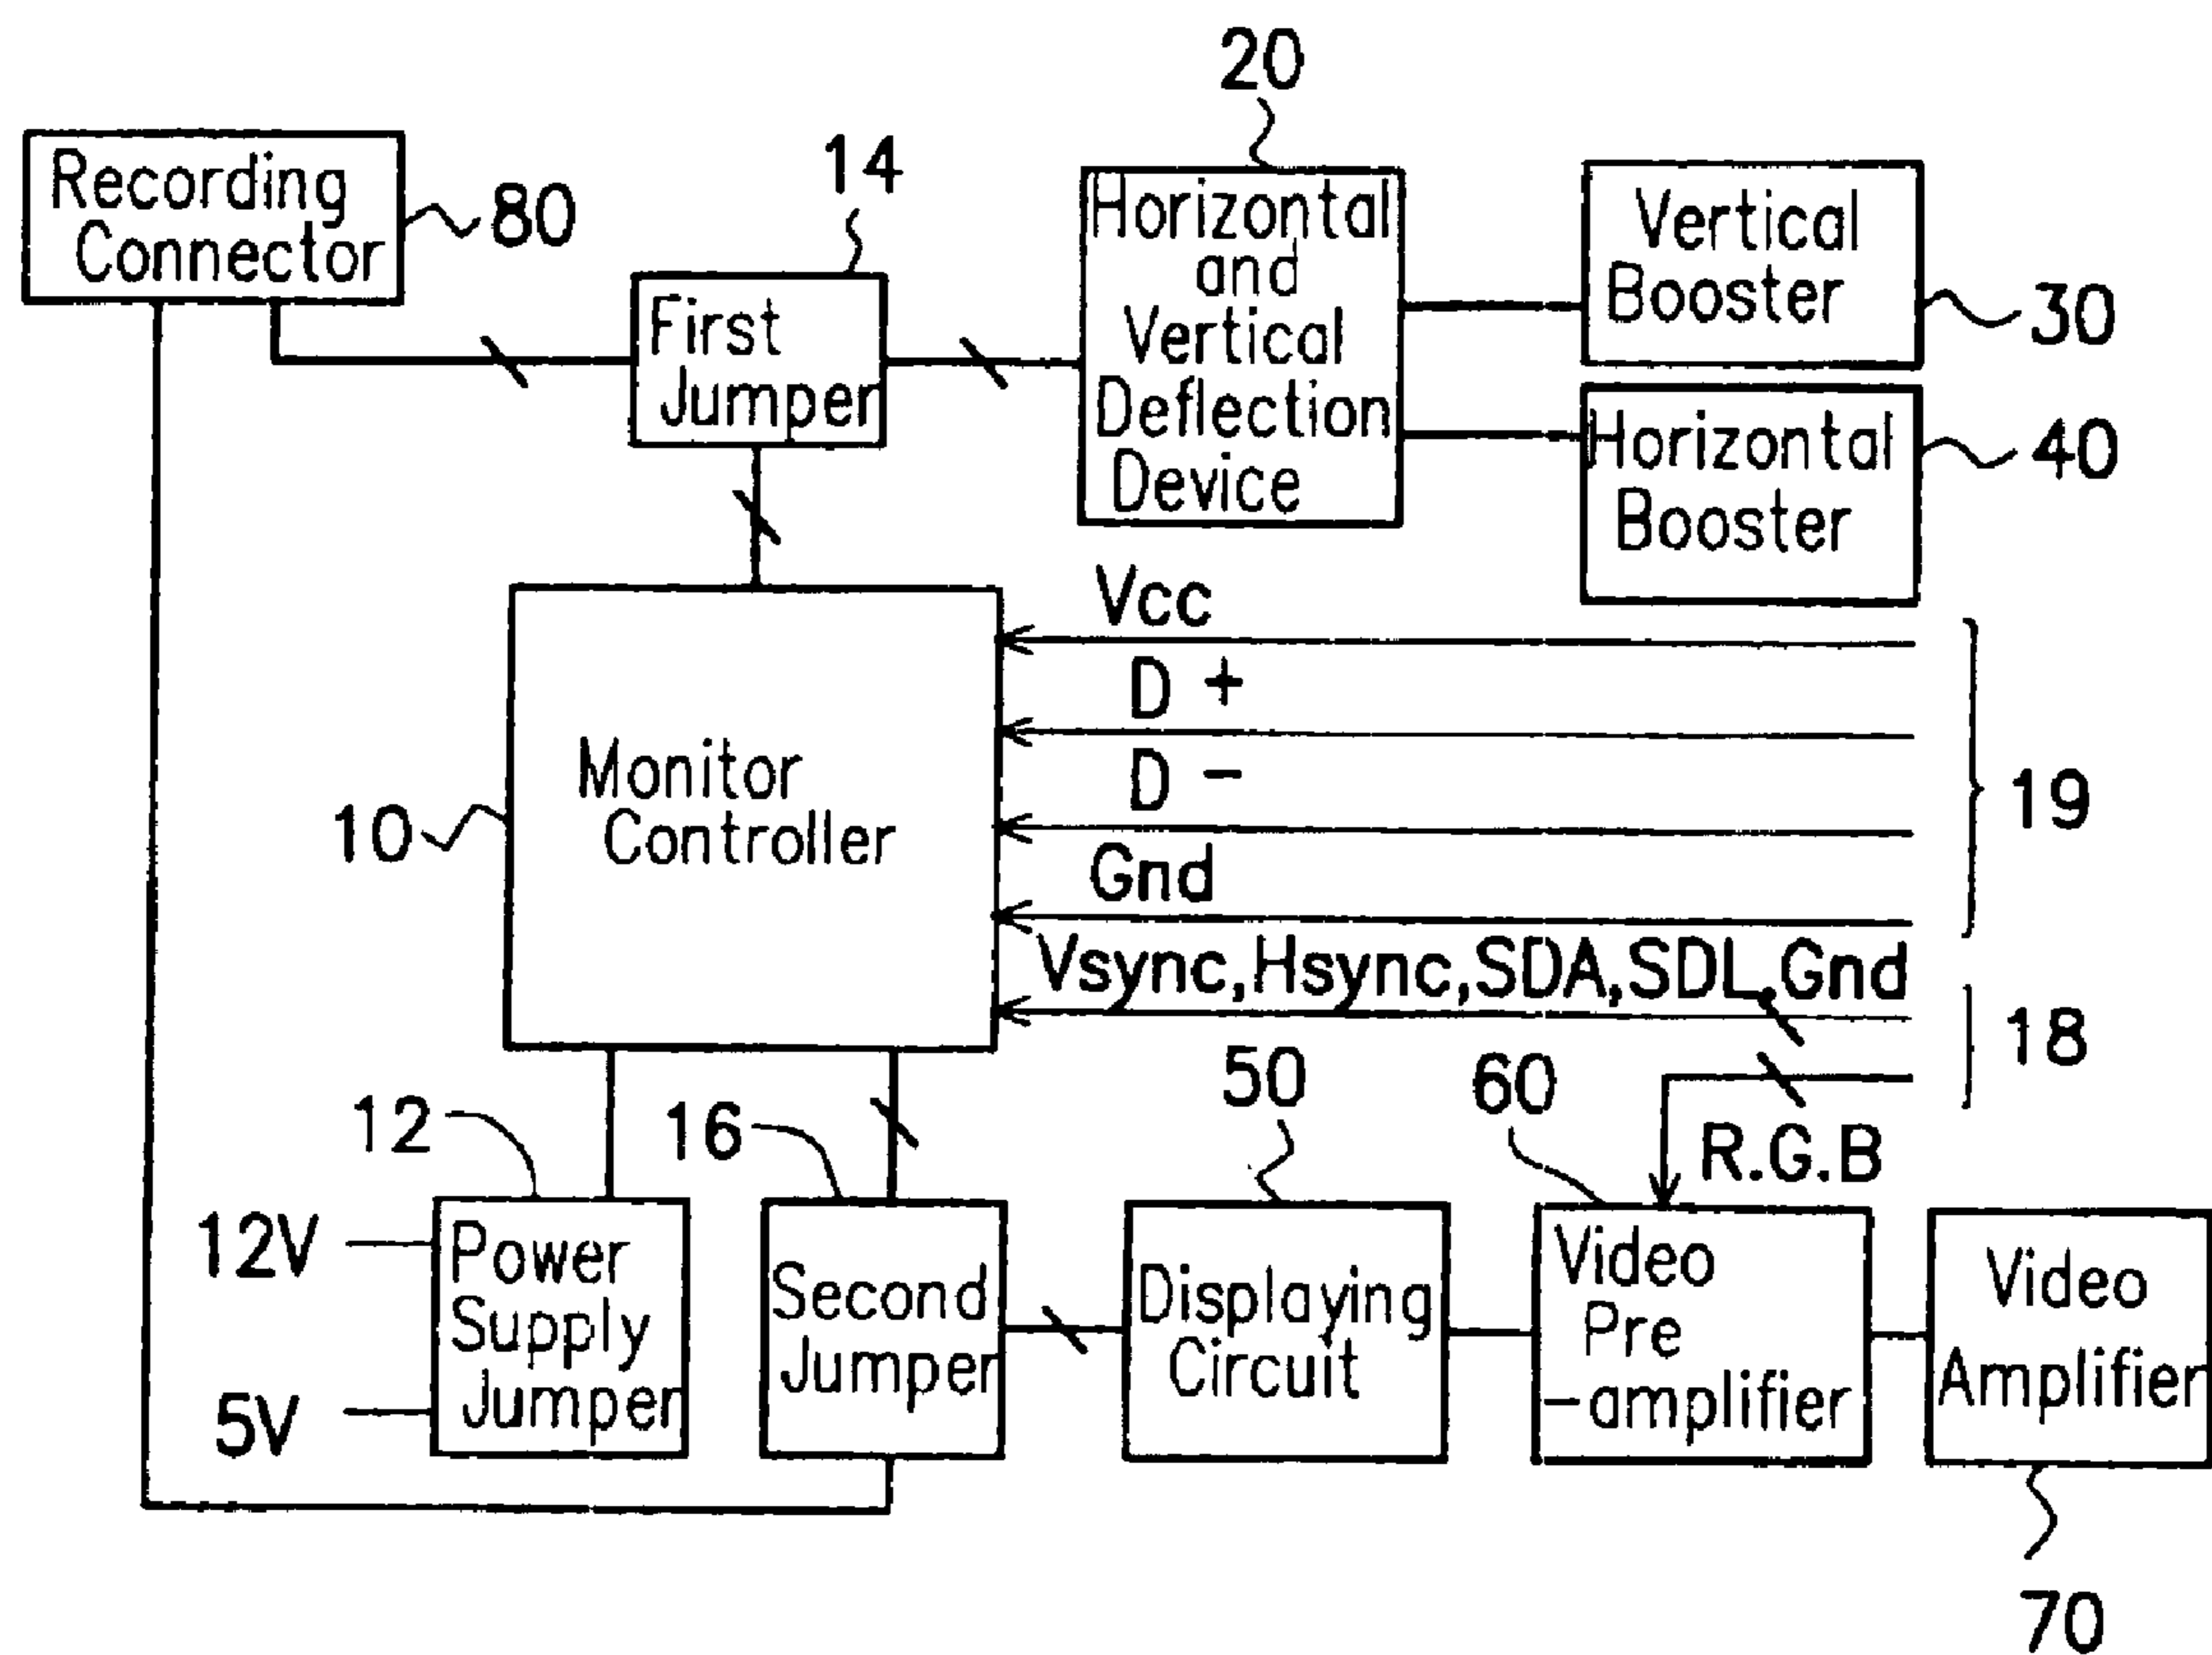 20
Recording
Connector
80
14
First
Jumper
Horizontal
and
Vertical
Deflection
Device
Vertical
Booster
30
Horizontal
Booster
40
Monitor
Controller
10
Vcc
D +
D -
Gnd
19
Vsync,Hsync,SDA,SDL,Gnd
18
R.G.B
12
16
50
60
12V
5V
Power
Supply
Jumper
Second
Jumper
Displaying
Circuit
Video
Pre
-amplifier
Video
Amplifier
70